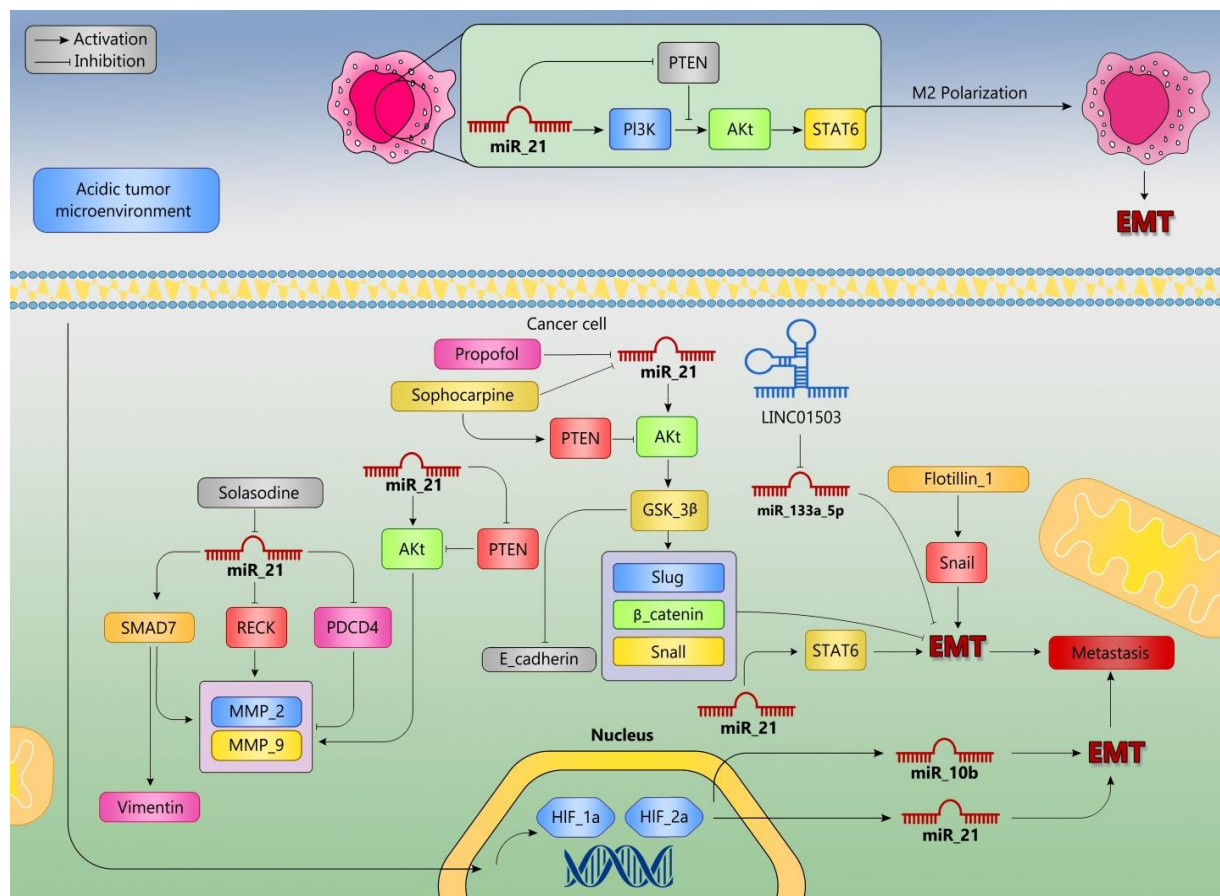 Activation
Inhibition
PTEN
miR_21
PI3K
AKt
STAT6
M2 Polarization
EMT
Acidic tumor
microenvironment
Cancer cell
Propofol
miR_21
Sophocarpine
PTEN
AKt
LINC01503
miR_133a_5p
Flotillin_1
Snail
Solasodine
miR_21
miR_21
AKt
PTEN
GSK_3β
SMAD7
RECK
PDCD4
Slug
β_catenin
Snall
E_cadherin
STAT6
EMT
Metastasis
miR_21
MMP_2
MMP_9
Vimentin
Nucleus
HIF_1a
HIF_2a
miR_10b
EMT
miR_21